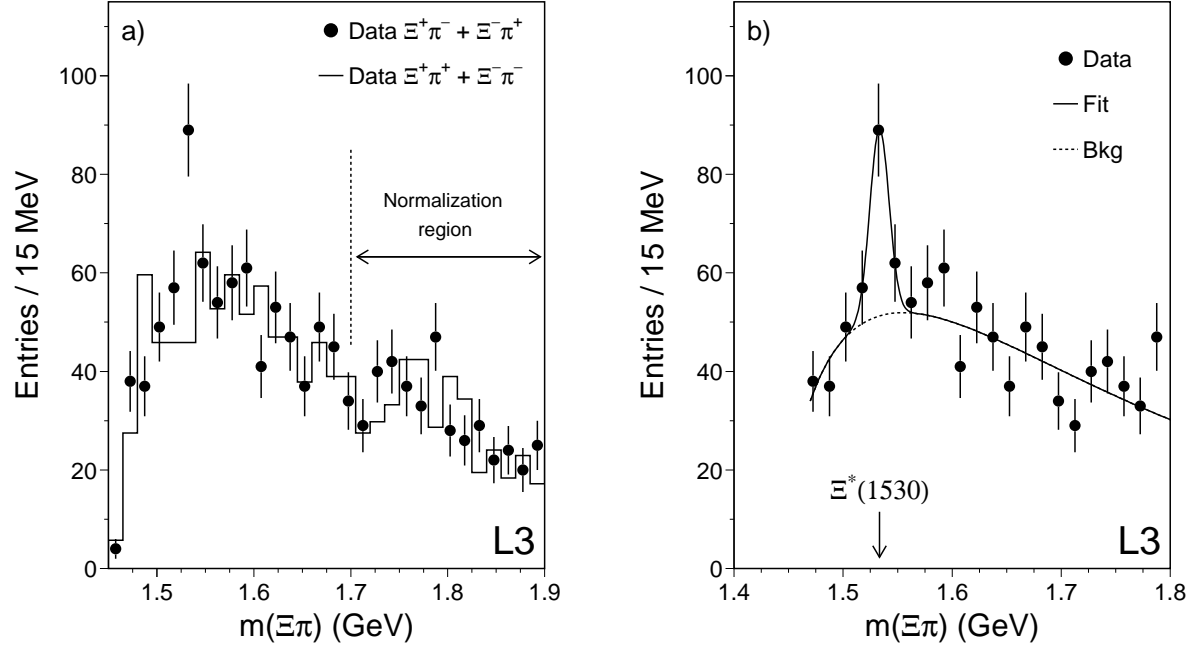 a)
Data Ξ⁺π⁻ + Ξ⁻π⁺
Data Ξ⁺π⁺ + Ξ⁻π⁻
Normalization
region
L3
Entries / 15 MeV
0
20
40
60
80
100
1.5
1.6
1.7
1.8
1.9
m(Ξπ) (GeV)
b)
Data
Fit
Bkg
Ξ*(1530)
L3
Entries / 15 MeV
0
20
40
60
80
100
1.4
1.5
1.6
1.7
1.8
m(Ξπ) (GeV)